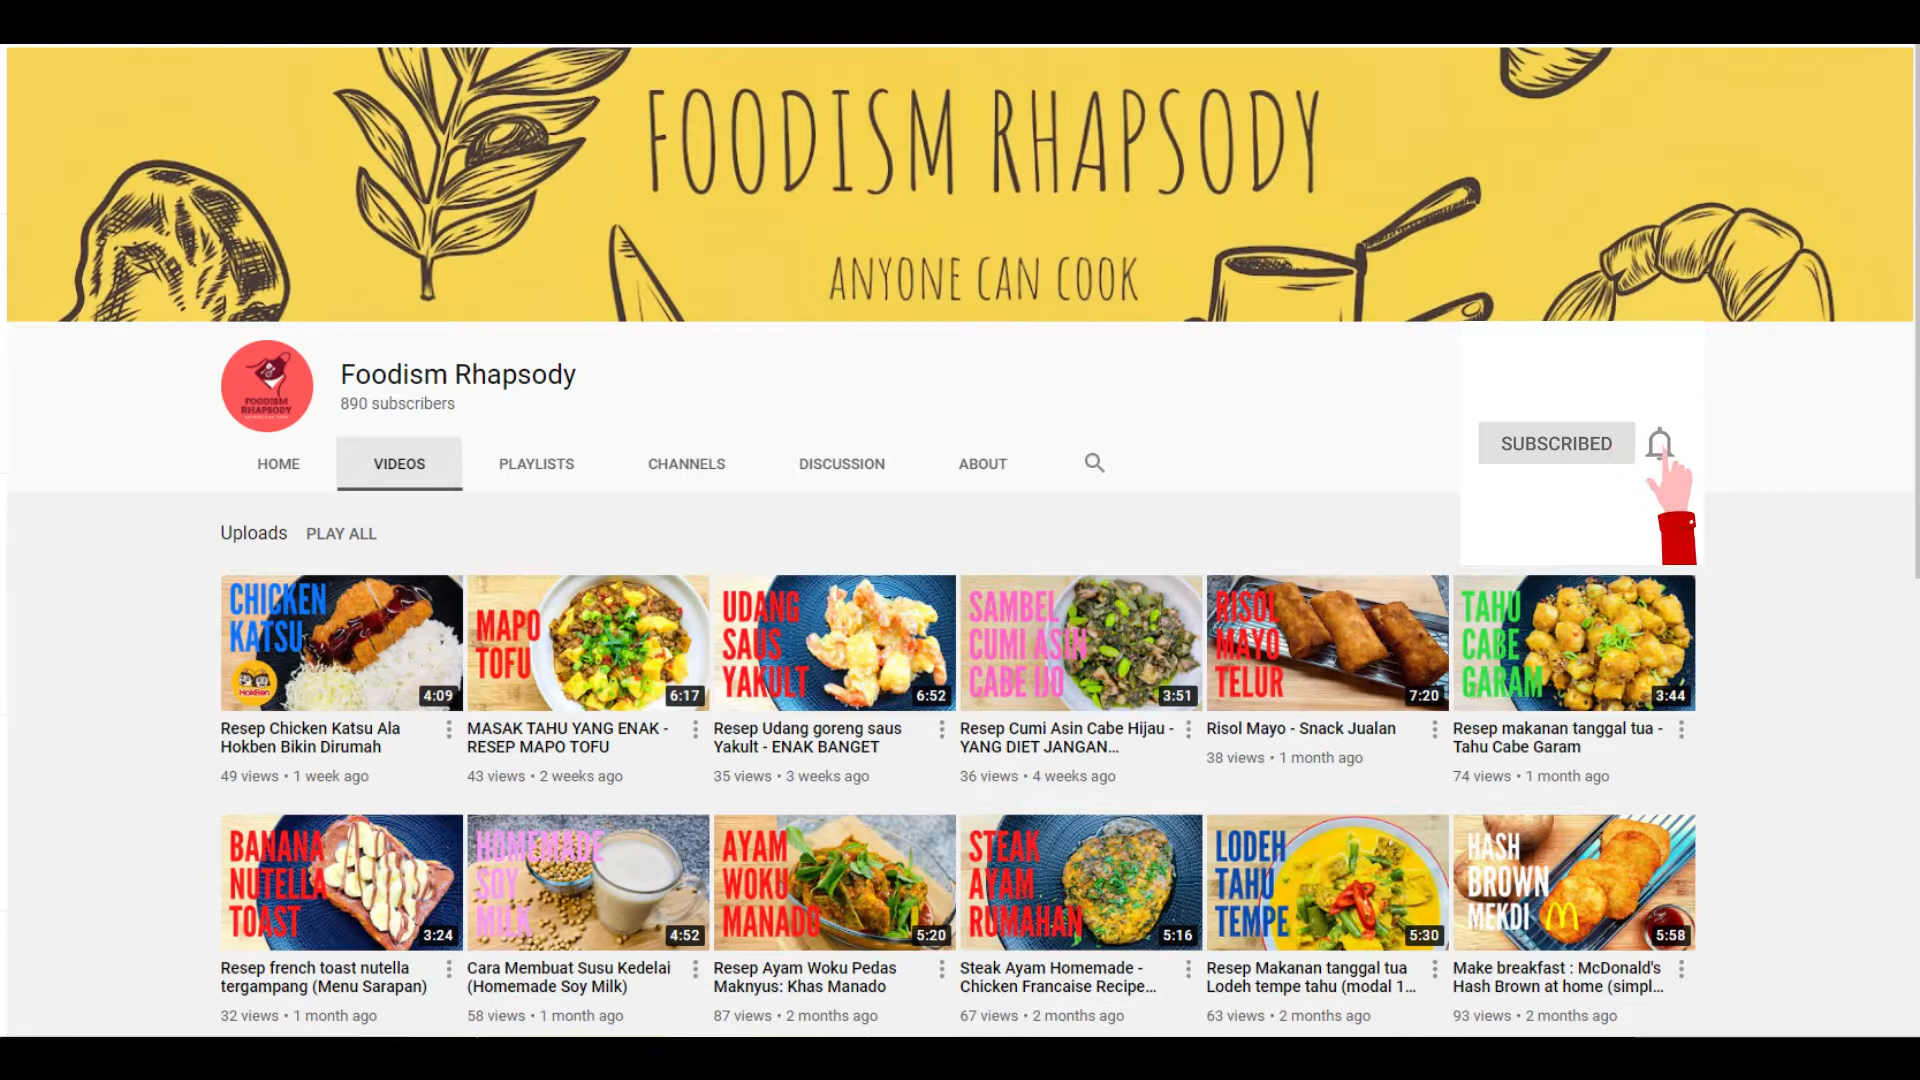 FOODISM RHAPSODY
ANYONE CAN COOK
FOODISM
RHAPSODY
Foodism Rhapsody
890 subscribers
SUBSCRIBED
HOME VIDEOS PLAYLISTS CHANNELS DISCUSSION ABOUT
Uploads PLAY ALL
CHICKEN
KATSU
HokBen
4:09
MAPO
TOFU
6:17
UDANG
SAUS
YAKULT
6:52
SAMBEL
CUMI ASIN
CABE IJO
3:51
RISOL
MAYO
TELUR
7:20
TAHU
CABE
GARAM
3:44
Resep Chicken Katsu Ala
Hokben Bikin Dirumah
49 views • 1 week ago
MASAK TAHU YANG ENAK -
RESEP MAPO TOFU
43 views • 2 weeks ago
Resep Udang goreng saus
Yakult - ENAK BANGET
35 views • 3 weeks ago
Resep Cumi Asin Cabe Hijau -
YANG DIET JANGAN...
36 views • 4 weeks ago
Risol Mayo - Snack Jualan
38 views • 1 month ago
Resep makanan tanggal tua -
Tahu Cabe Garam
74 views • 1 month ago
BANANA
NUTELLA
TOAST
3:24
HOMEMADE
SOY
MILK
4:52
AYAM
WOKU
MANADO
5:20
STEAK
AYAM
RUMAHAN
5:16
LODEH
TAHU
TEMPE
5:30
HASH
BROWN
MEKDI
5:58
Resep french toast nutella
tergampang (Menu Sarapan)
32 views • 1 month ago
Cara Membuat Susu Kedelai
(Homemade Soy Milk)
58 views • 1 month ago
Resep Ayam Woku Pedas
Maknyus: Khas Manado
87 views • 2 months ago
Steak Ayam Homemade -
Chicken Francaise Recipe...
67 views • 2 months ago
Resep Makanan tanggal tua
Lodeh tempe tahu (modal 1...
63 views • 2 months ago
Make breakfast : McDonald's
Hash Brown at home (simpl...
93 views • 2 months ago